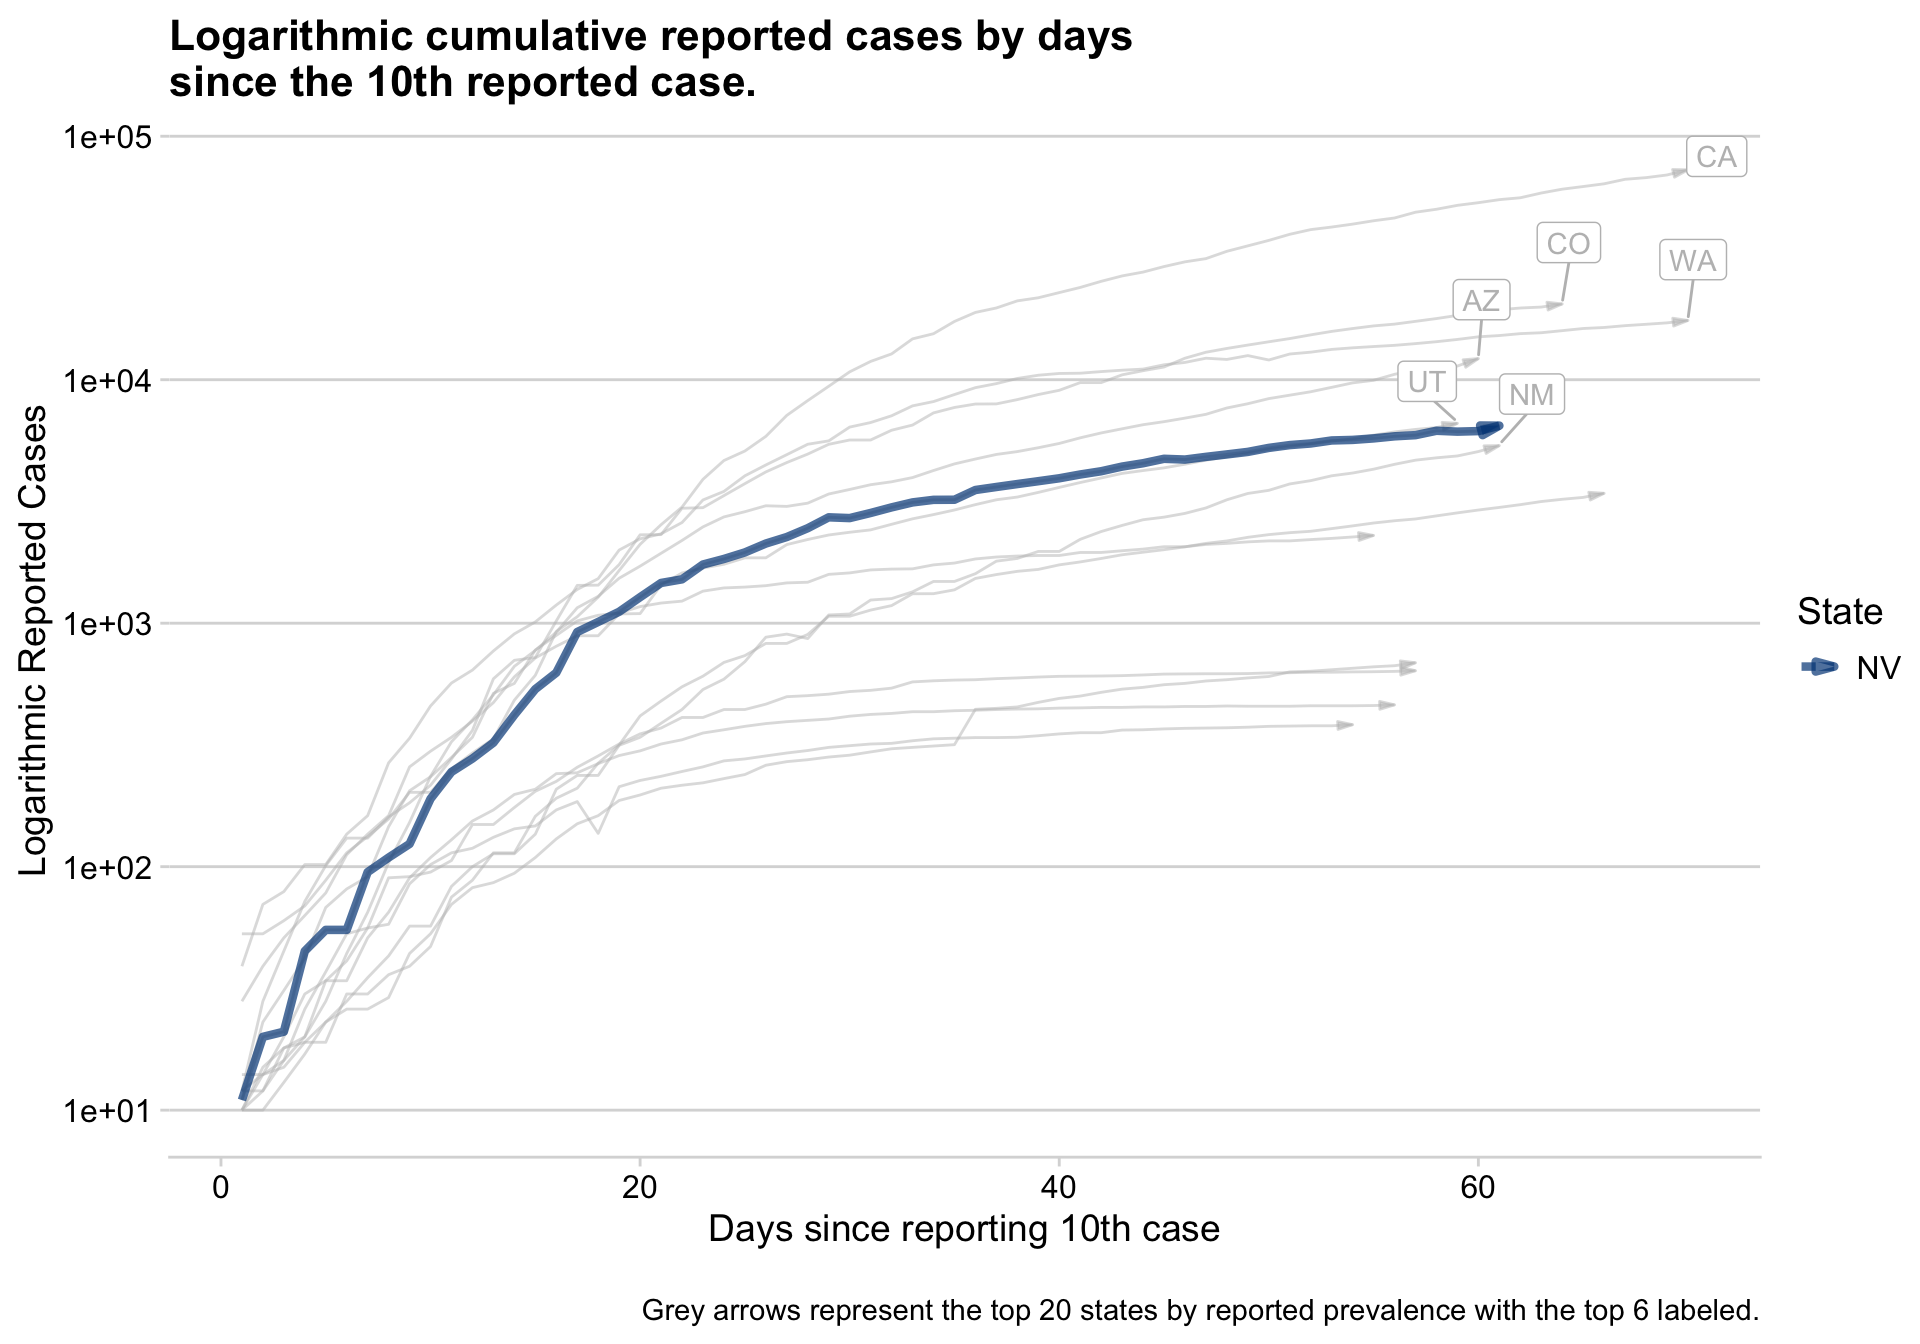 Logarithmic cumulative reported cases by days
since the 10th reported case.
1e+05
1e+04
1e+03
1e+02
1e+01
Logarithmic Reported Cases
CA
CO
WA
AZ
UT
NM
State
NV
0
20
40
60
Days since reporting 10th case
Grey arrows represent the top 20 states by reported prevalence with the top 6 labeled.